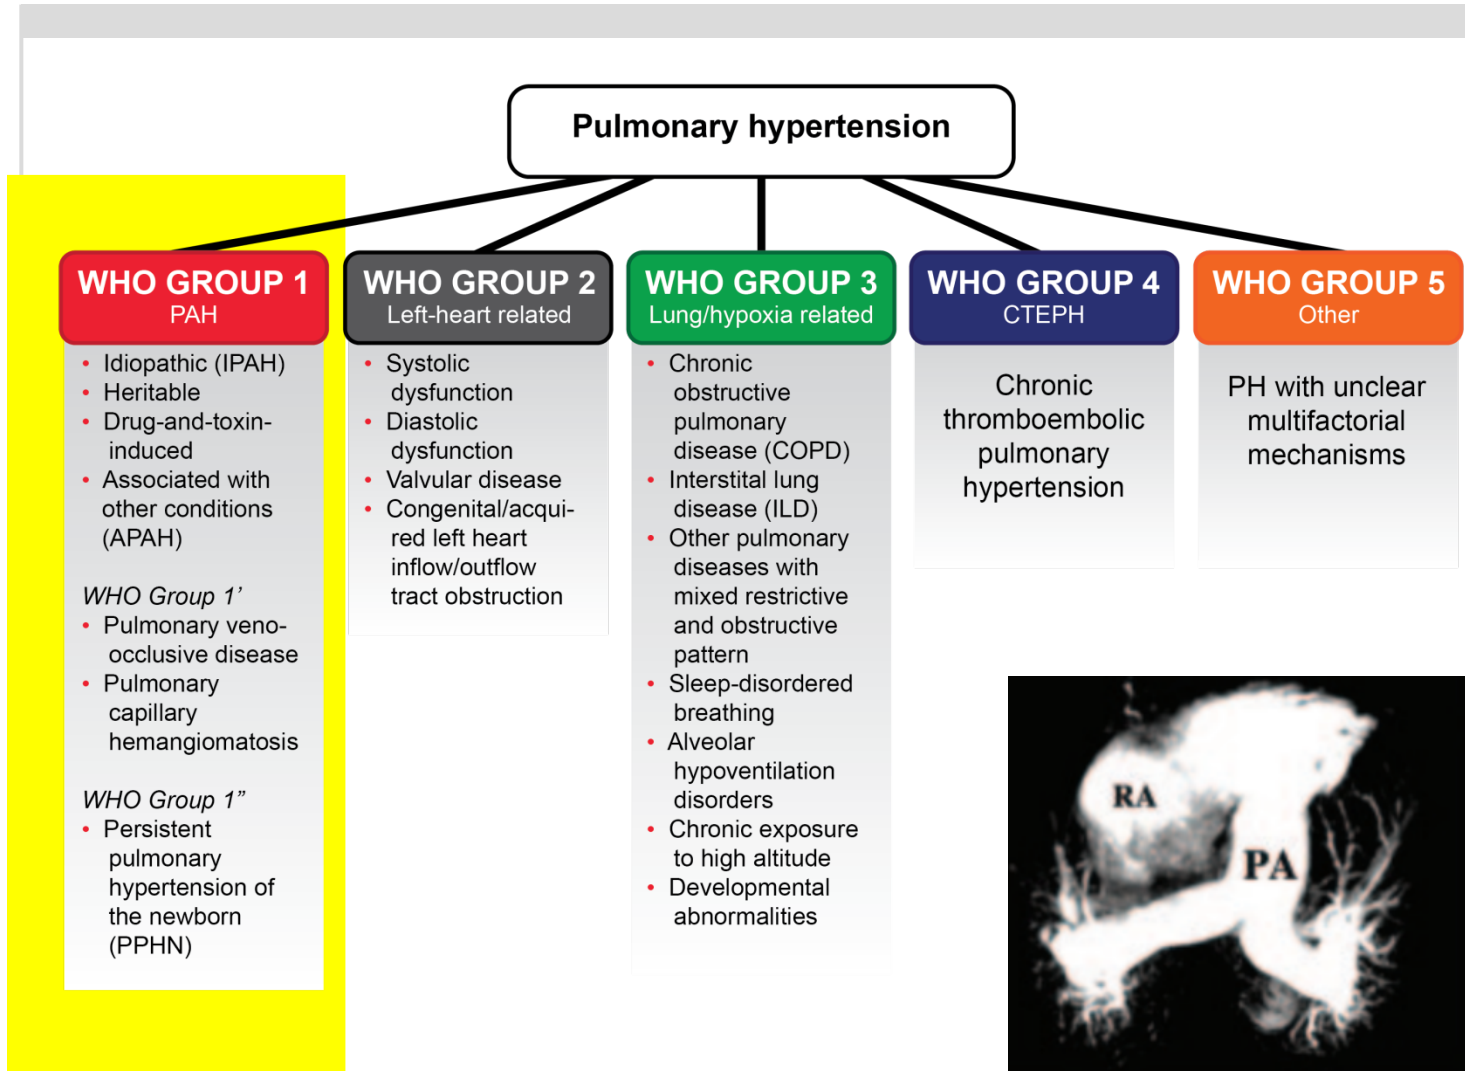 Pulmonary hypertension
WHO GROUP 1
PAH
• Idiopathic (IPAH)
• Heritable
• Drug-and-toxin-
induced
• Associated with
other conditions
(APAH)
WHO Group 1’
• Pulmonary veno-
occlusive disease
• Pulmonary
capillary
hemangiomatosis
WHO Group 1”
• Persistent
pulmonary
hypertension of
the newborn
(PPHN)
WHO GROUP 2
Left-heart related
• Systolic
dysfunction
• Diastolic
dysfunction
• Valvular disease
• Congenital/acqui-
red left heart
inflow/outflow
tract obstruction
WHO GROUP 3
Lung/hypoxia related
• Chronic
obstructive
pulmonary
disease (COPD)
• Interstital lung
disease (ILD)
• Other pulmonary
diseases with
mixed restrictive
and obstructive
pattern
• Sleep-disordered
breathing
• Alveolar
hypoventilation
disorders
• Chronic exposure
to high altitude
• Developmental
abnormalities
WHO GROUP 4
CTEPH
Chronic
thromboembolic
pulmonary
hypertension
WHO GROUP 5
Other
PH with unclear
multifactorial
mechanisms
RA
PA